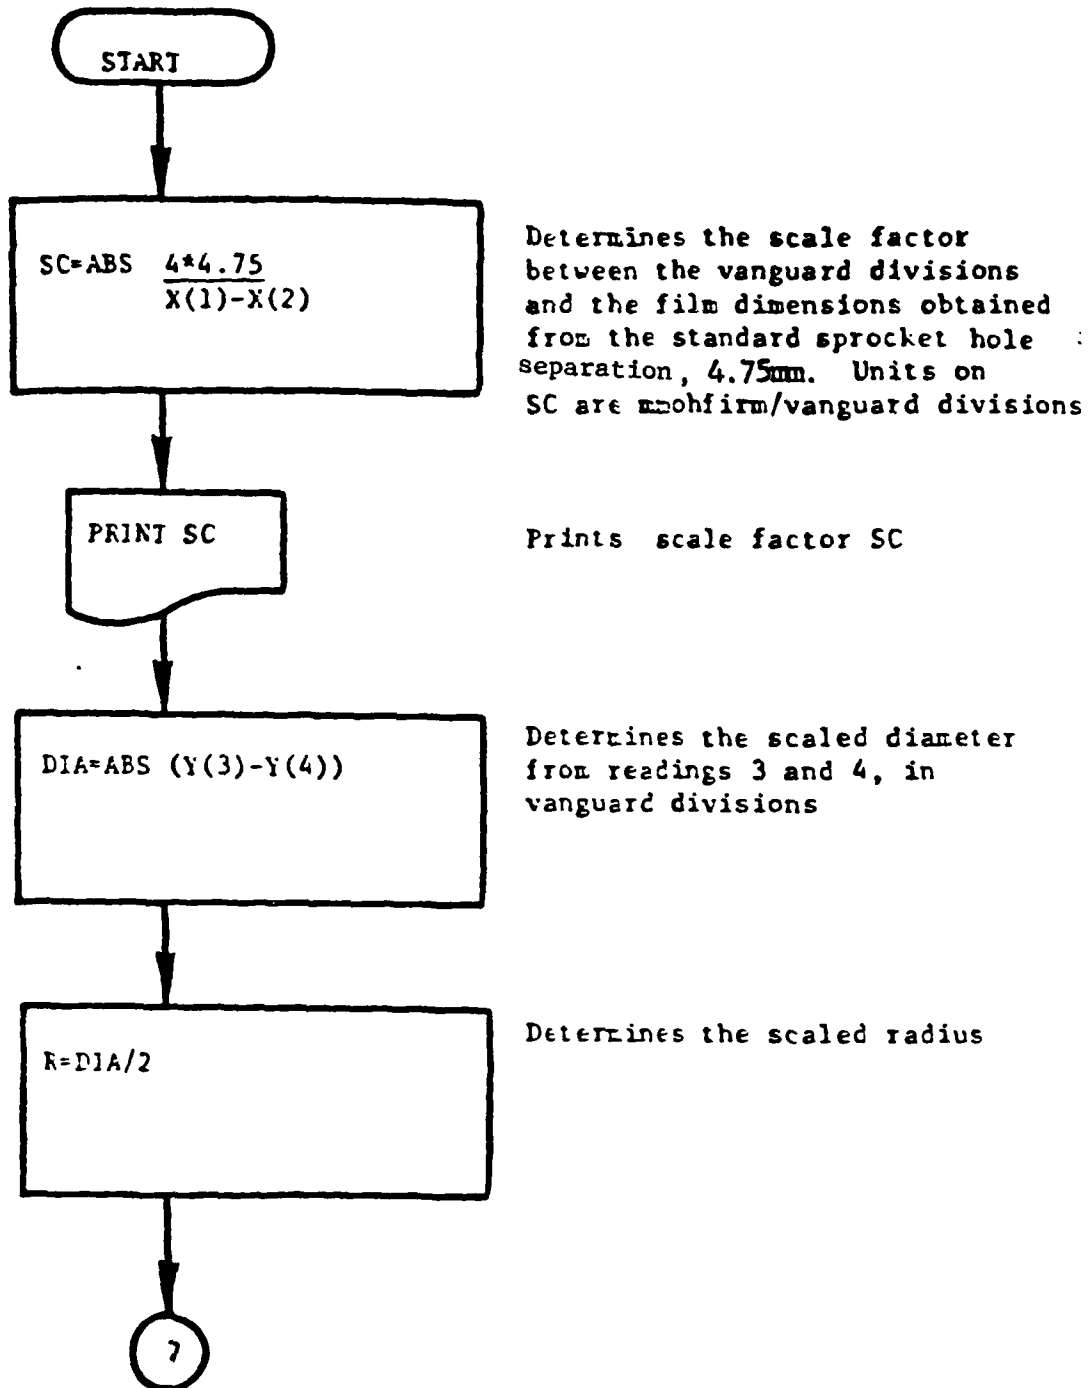 START
SC=ABS 4*4.75
X(1)-X(2)
Determines the scale factor
between the vanguard divisions
and the film dimensions obtained
from the standard sprocket hole
separation, 4.75mm. Units on
SC are mmohfirm/vanguard divisions
PRINT SC
Prints scale factor SC
DIA=ABS (Y(3)-Y(4))
Determines the scaled diameter
from readings 3 and 4, in
vanguard divisions
R=DIA/2
Determines the scaled radius